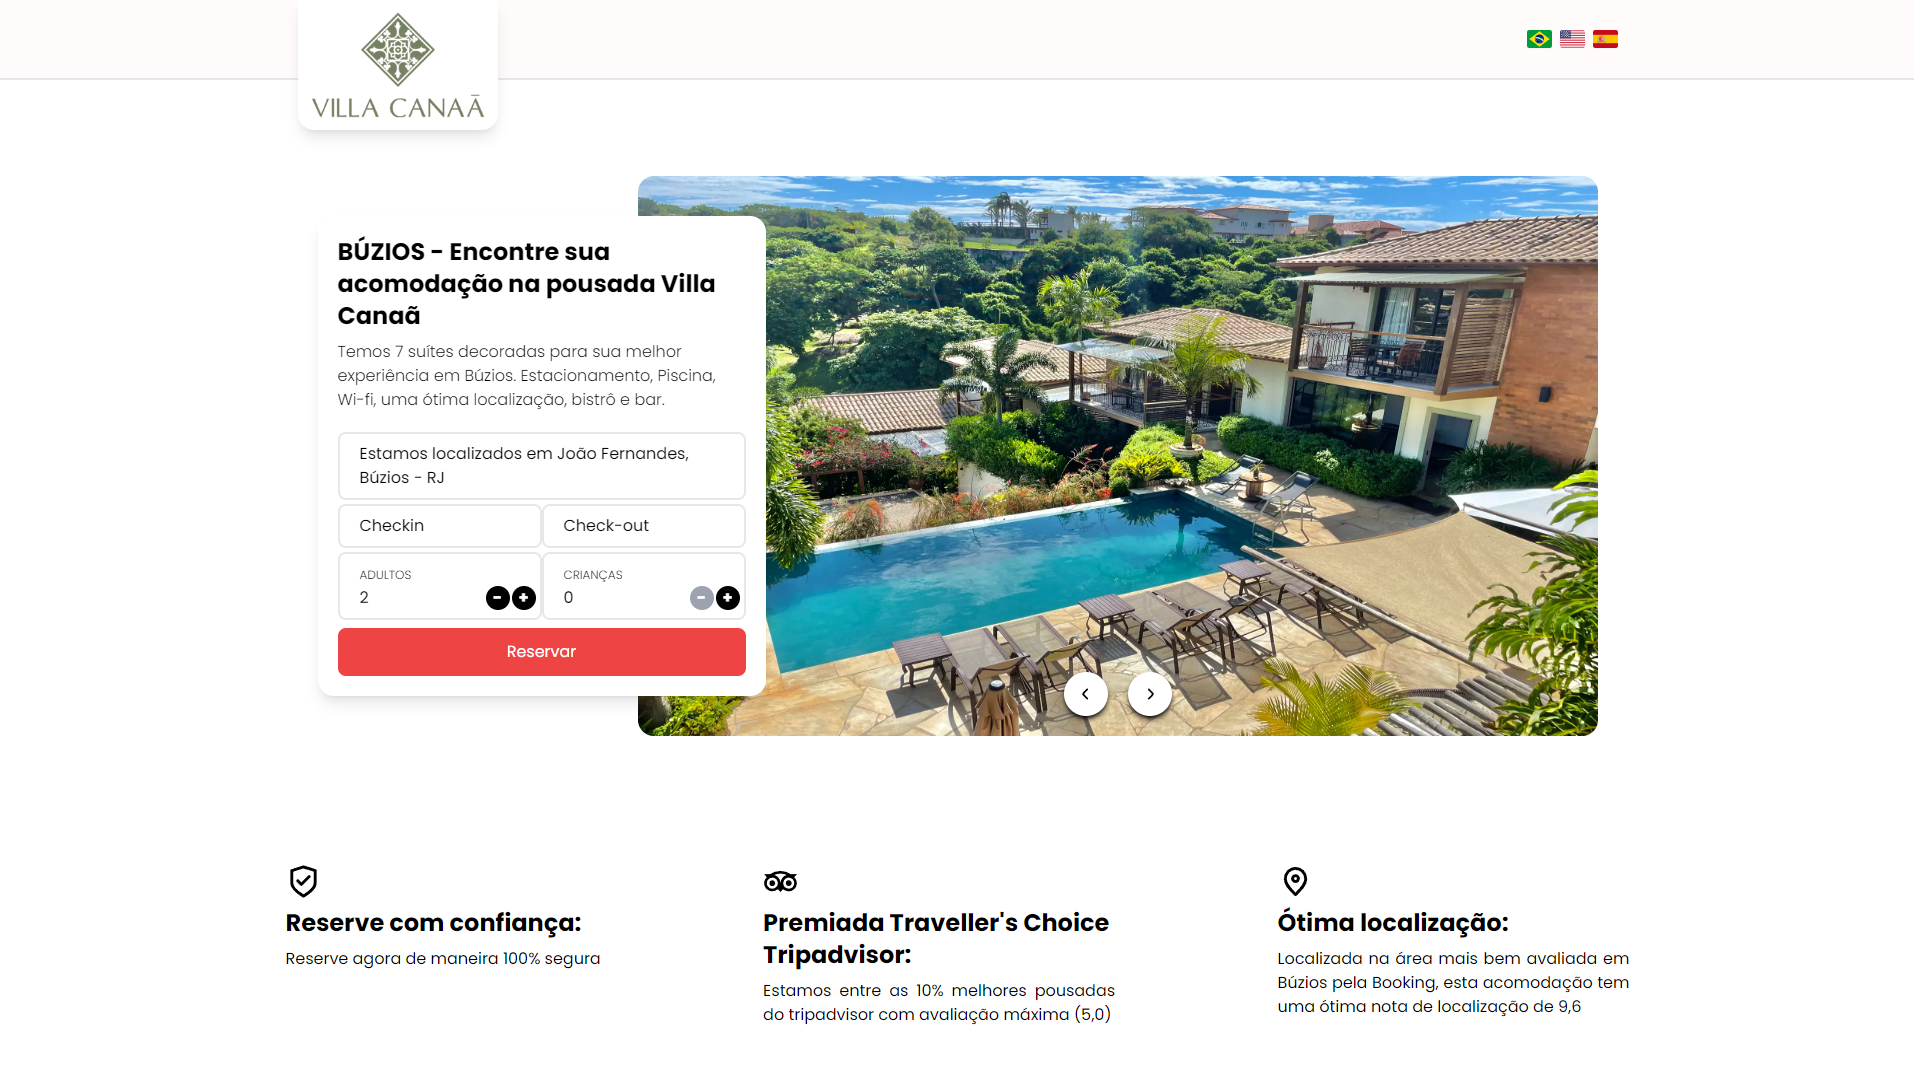 VILLA CANAÃ
BÚZIOS - Encontre sua
acomodação na pousada Villa
Canaã
Temos 7 suítes decoradas para sua melhor
experiência em Búzios. Estacionamento, Piscina,
Wi-fi, uma ótima localização, bistrô e bar.
Estamos localizados em João Fernandes,
Búzios - RJ
Checkin
Check-out
ADULTOS
2
CRIANÇAS
0
Reservar
Reserve com confiança:
Reserve agora de maneira 100% segura
Premiada Traveller's Choice
Tripadvisor:
Estamos entre as 10% melhores pousadas
do tripadvisor com avaliação máxima (5,0)
Ótima localização:
Localizada na área mais bem avaliada em
Búzios pela Booking, esta acomodação tem
uma ótima nota de localização de 9,6